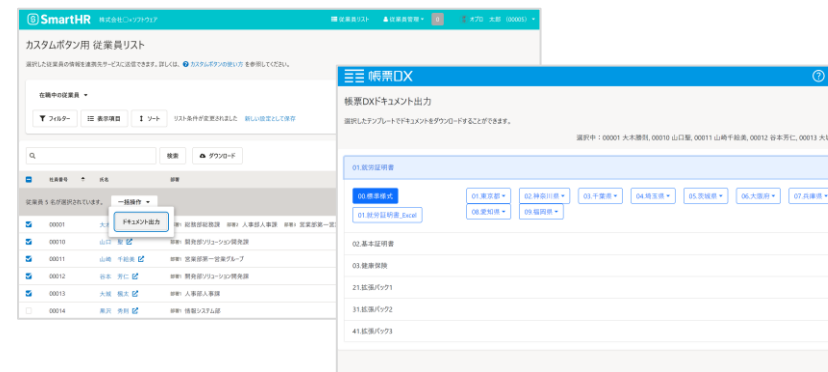 SmartHR 株式会社〇×ソフトウェア
従業員リスト 従業員管理
カスタムボタン用 従業員リスト
選択した従業員の情報を連携先サービスに送信できます。詳しくは、カスタムボタンの使い方 を参照してください。
在職中の従業員
フィルター 表示項目 ソート リスト条件が変更されました 新しい設定として保存
検索 ダウンロード
社員番号 氏名 部署
従業員 5 名が選択されています。 一括操作
ドキュメント出力
00001 総務部総務課 人事部人事課
00010 山口 開発部ソリューション開発課
00011 山崎 千絵美 営業部第一営業グループ
00012 谷本 芳仁 開発部ソリューション開発課
00013 大城 楓太 人事部人事課
00014 情報システム部
帳票DX
帳票DXドキュメント出力
選択したテンプレートでドキュメントをダウンロードすることができます。
選択中：00001 大木勝則, 00010 山口聖, 00011 山崎千絵美, 00012 谷本芳仁, 00013 大城
01.就労証明書
00.標準様式 01.東京都 02.神奈川県 03.千葉県 04.埼玉県 05.茨城県 06.大阪府 07.兵庫県
01.就労証明書_Excel 08.愛知県 09.福岡県
02.基本証明書
03.健康保険
21.拡張パック1
31.拡張パック2
41.拡張パック3